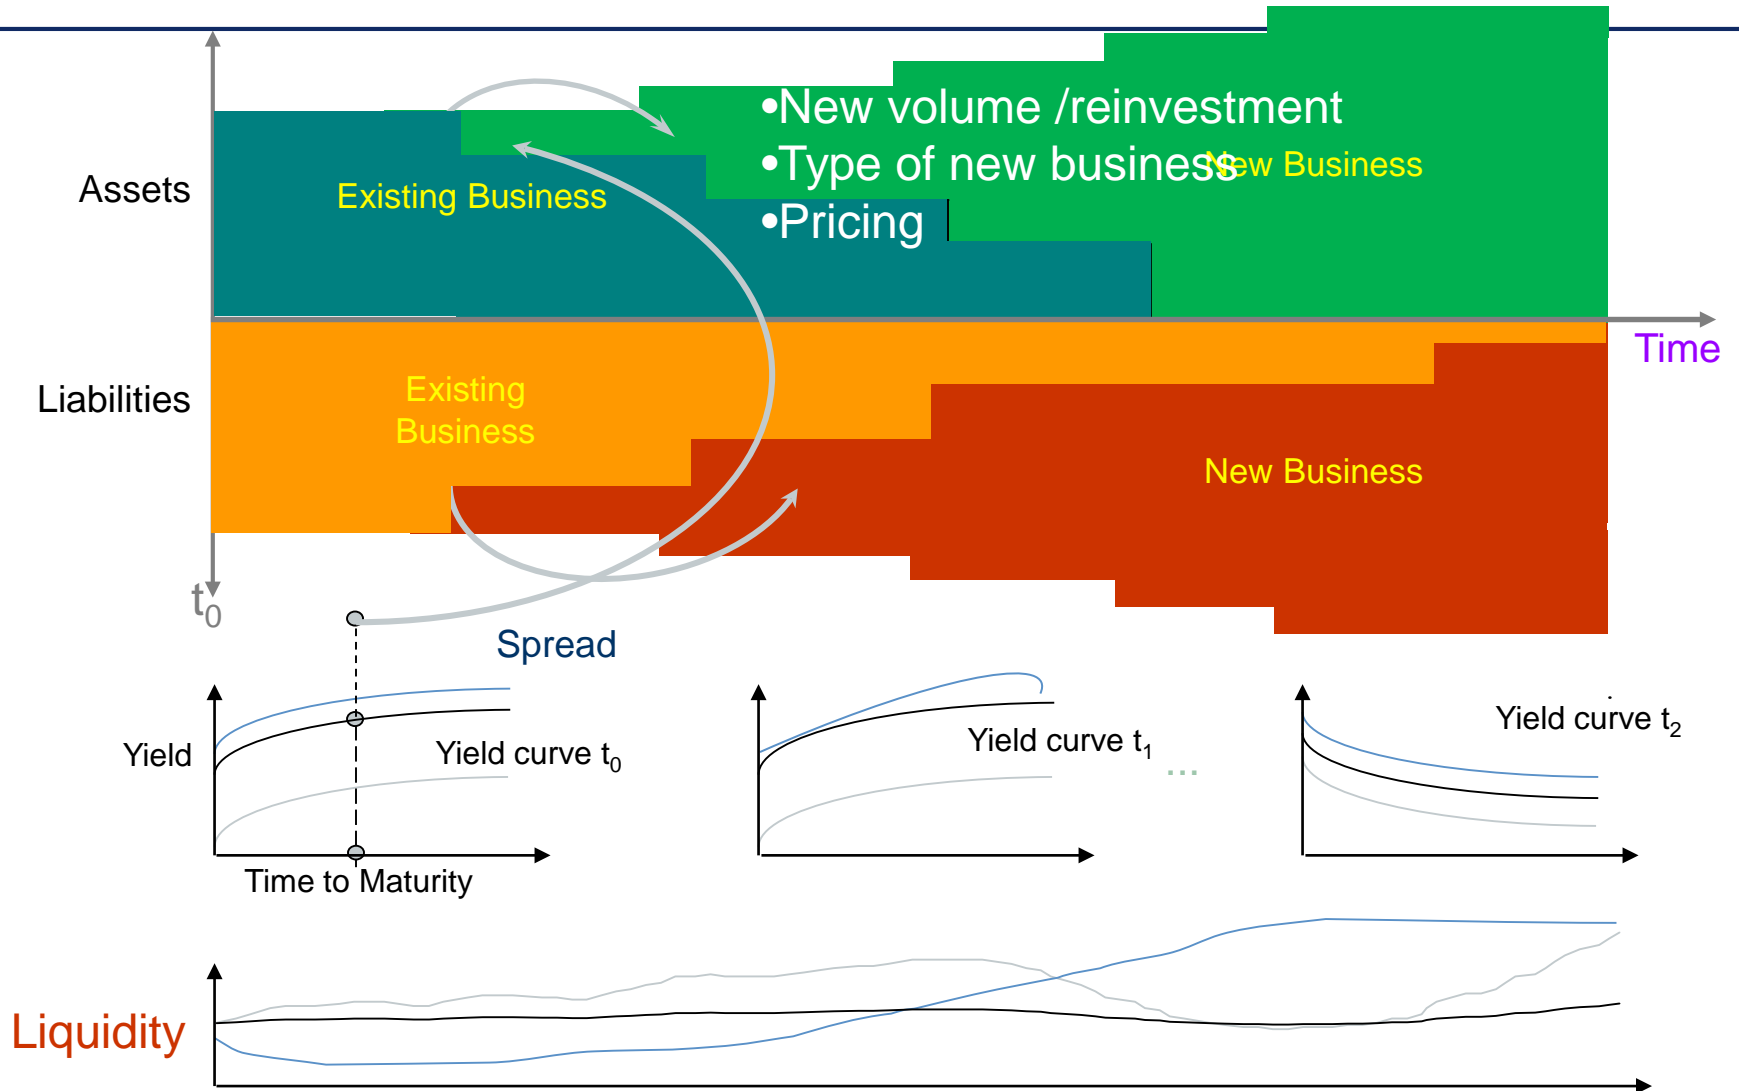 •New volume /reinvestment
•Type of new business
•Pricing
New Business
Assets
Existing Business
Time
Liabilities
Existing
Business
New Business
t0
Spread
Yield
Yield curve t0
Yield curve t1
...
Yield curve t2
Time to Maturity
Liquidity